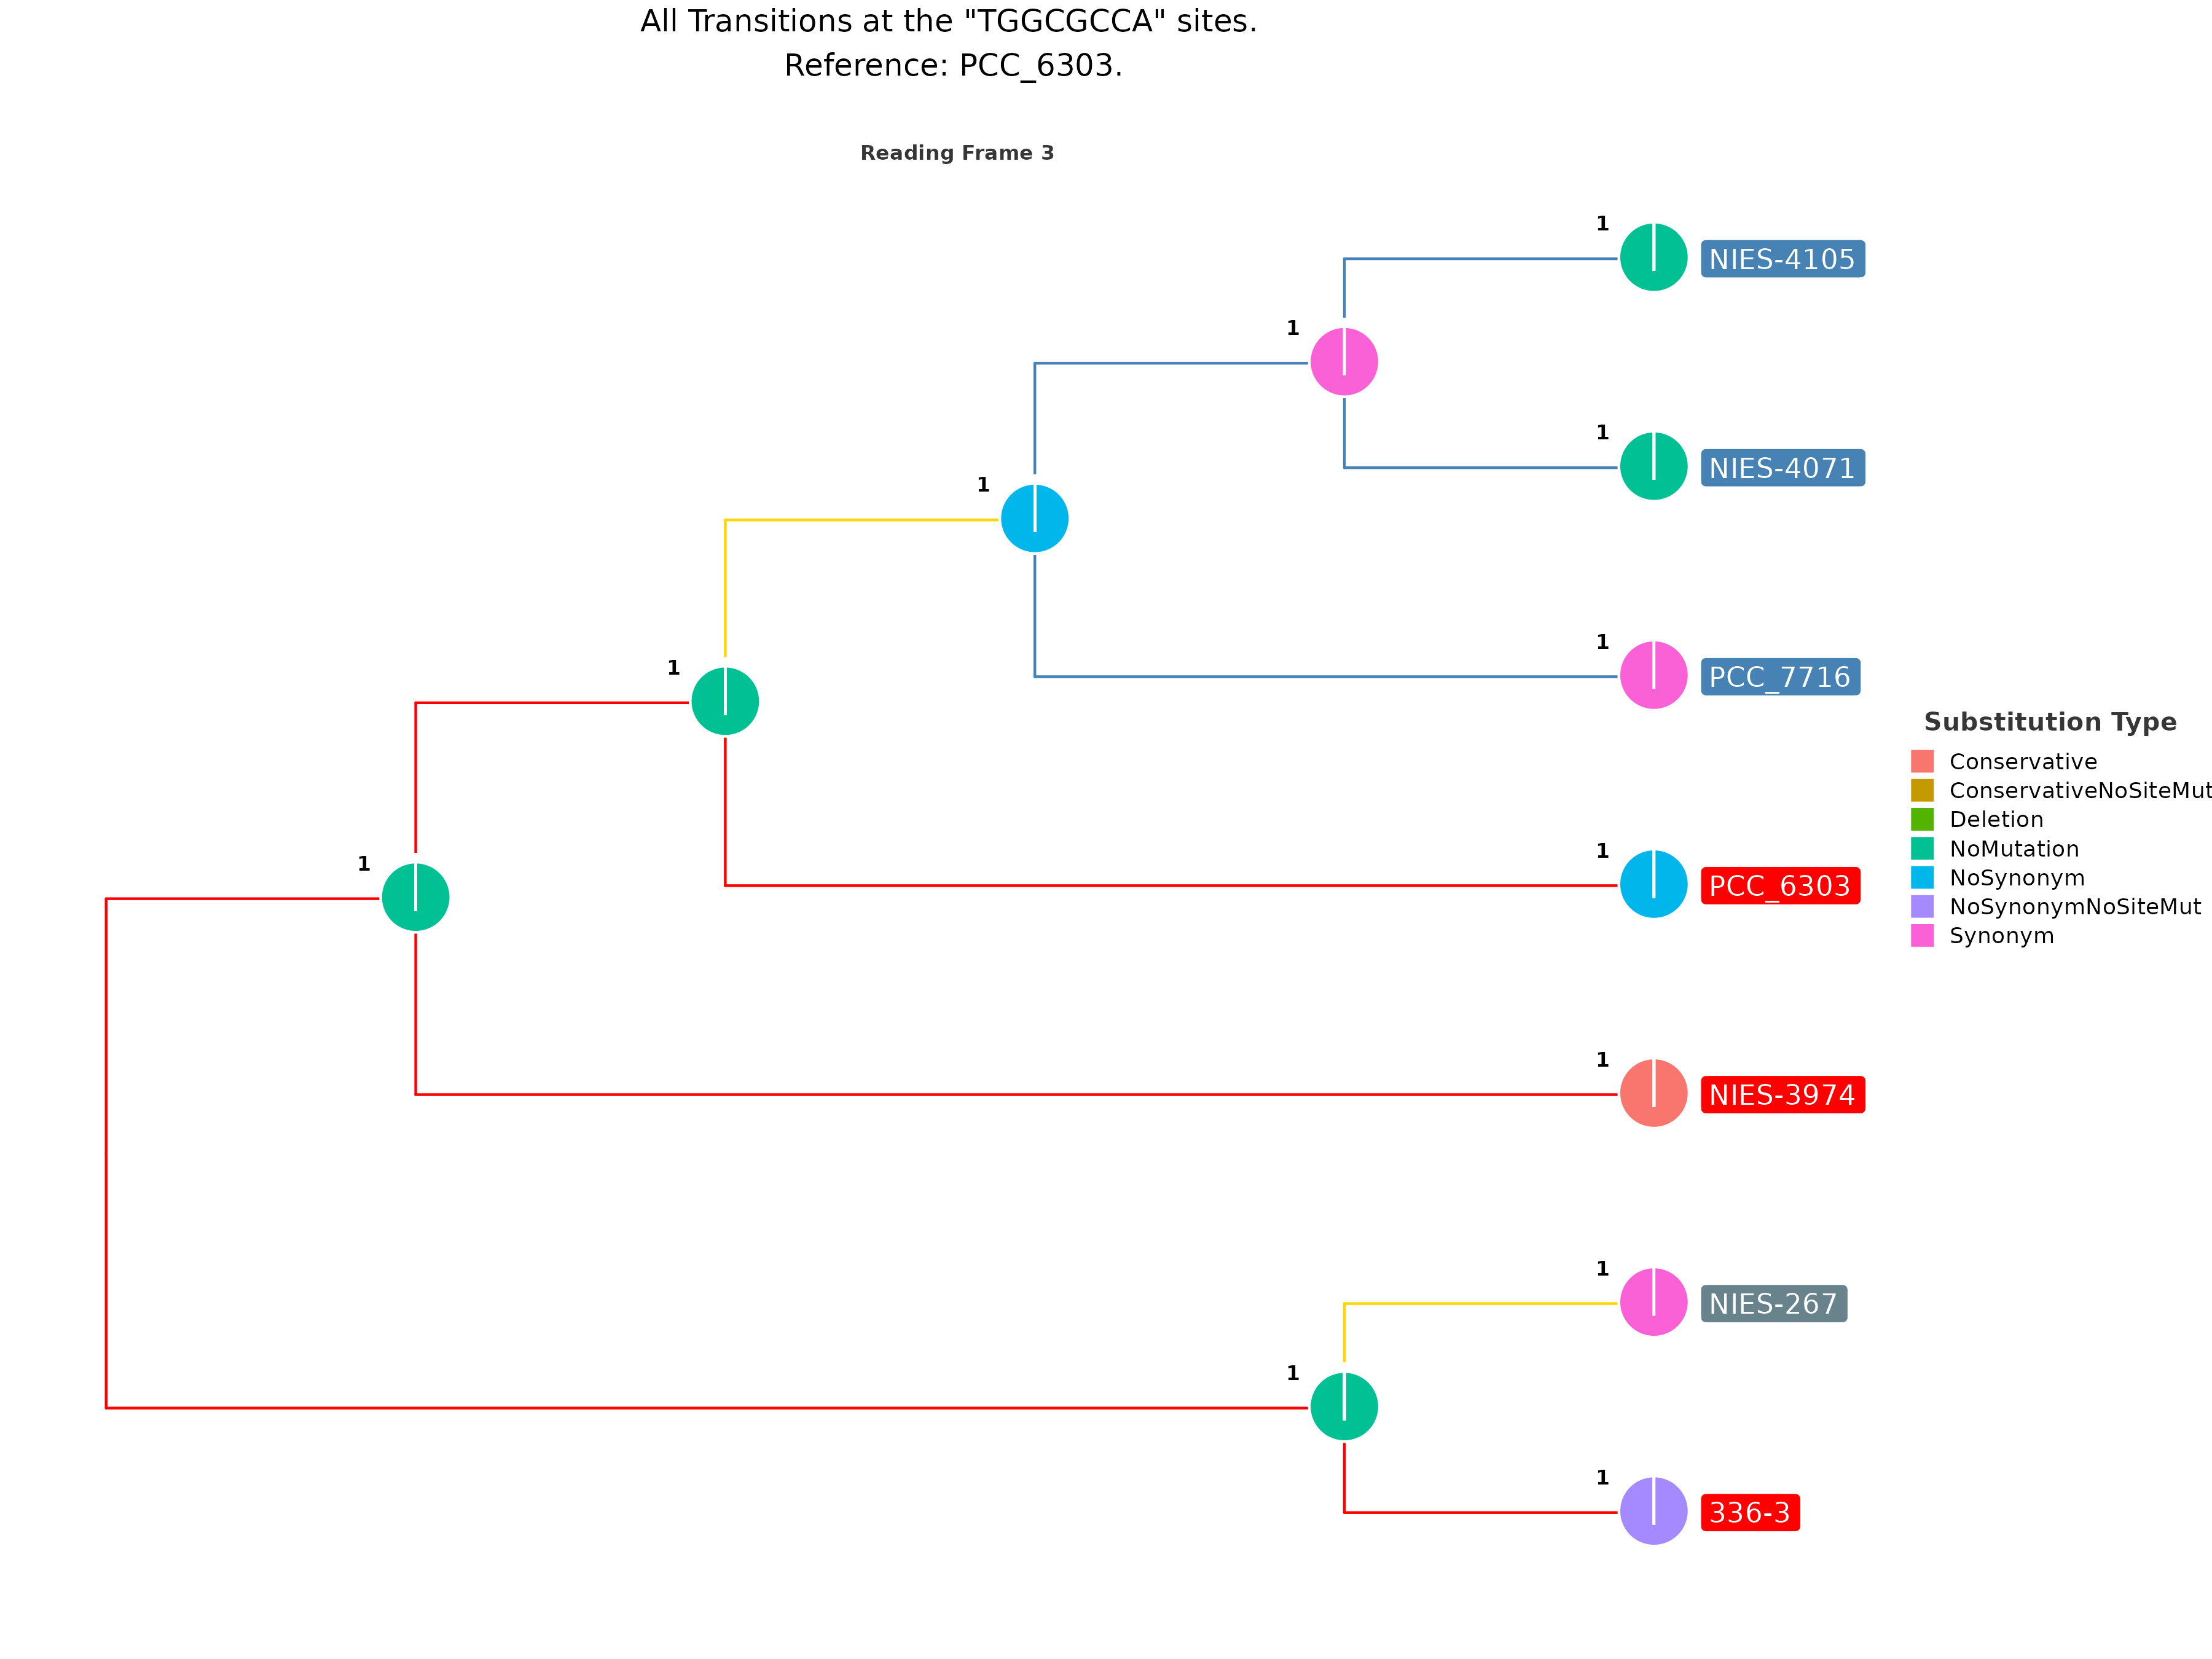 All Transitions at the "TGGCGCCA" sites.
Reference: PCC_6303.
Reading Frame 3
1
NIES-4105
1
1
NIES-4071
1
1
PCC_7716
1
1
PCC_6303
1
1
NIES-3974
1
NIES-267
1
1
336-3
Substitution Type
Conservative
ConservativeNoSiteMut
Deletion
NoMutation
NoSynonym
NoSynonymNoSiteMut
Synonym